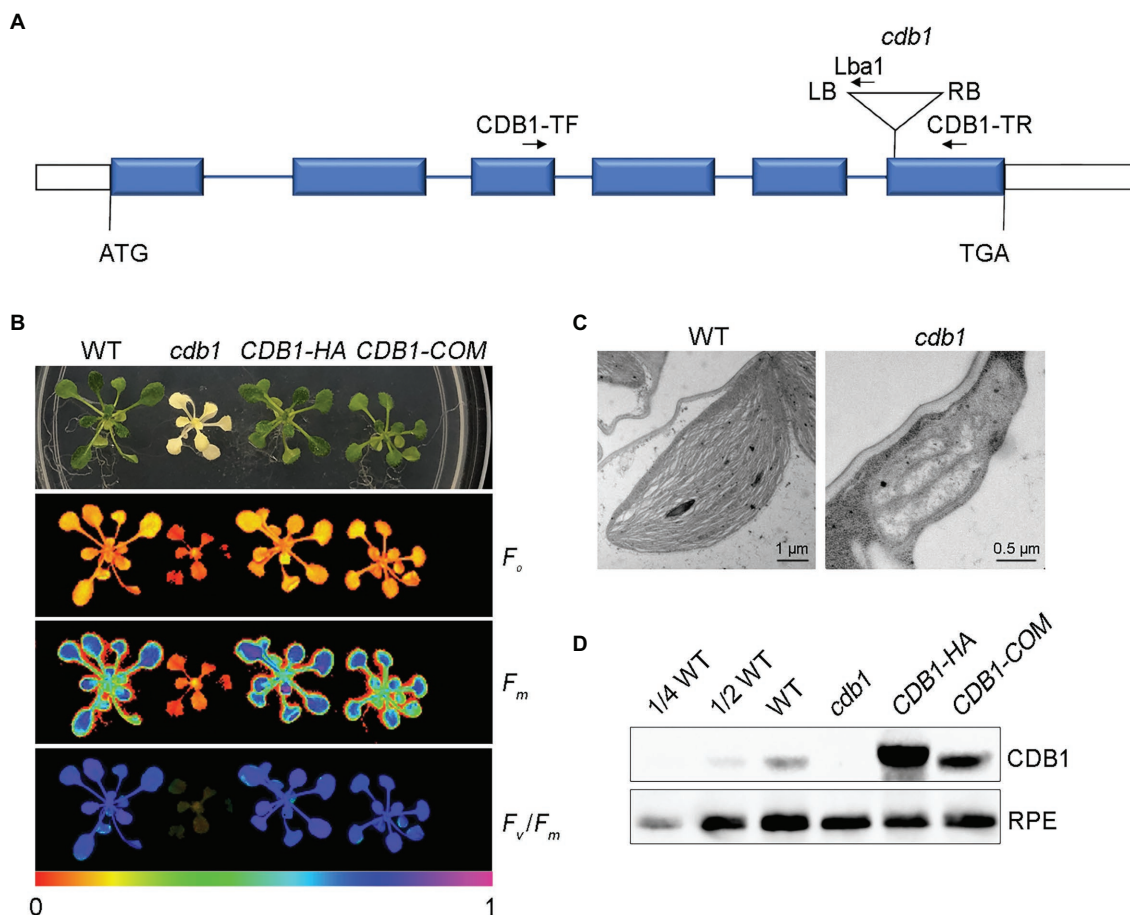 A
cdb1
Lba1
LB
RB
CDB1-TF
CDB1-TR
ATG
TGA
B
WT cdb1 CDB1-HA CDB1-COM
Fo
Fm
Fv/Fm
0
1
C
WT
cdb1
1 µm
0.5 µm
D
1/4 WT
1/2 WT
WT
cdb1
CDB1-HA
CDB1-COM
CDB1
RPE